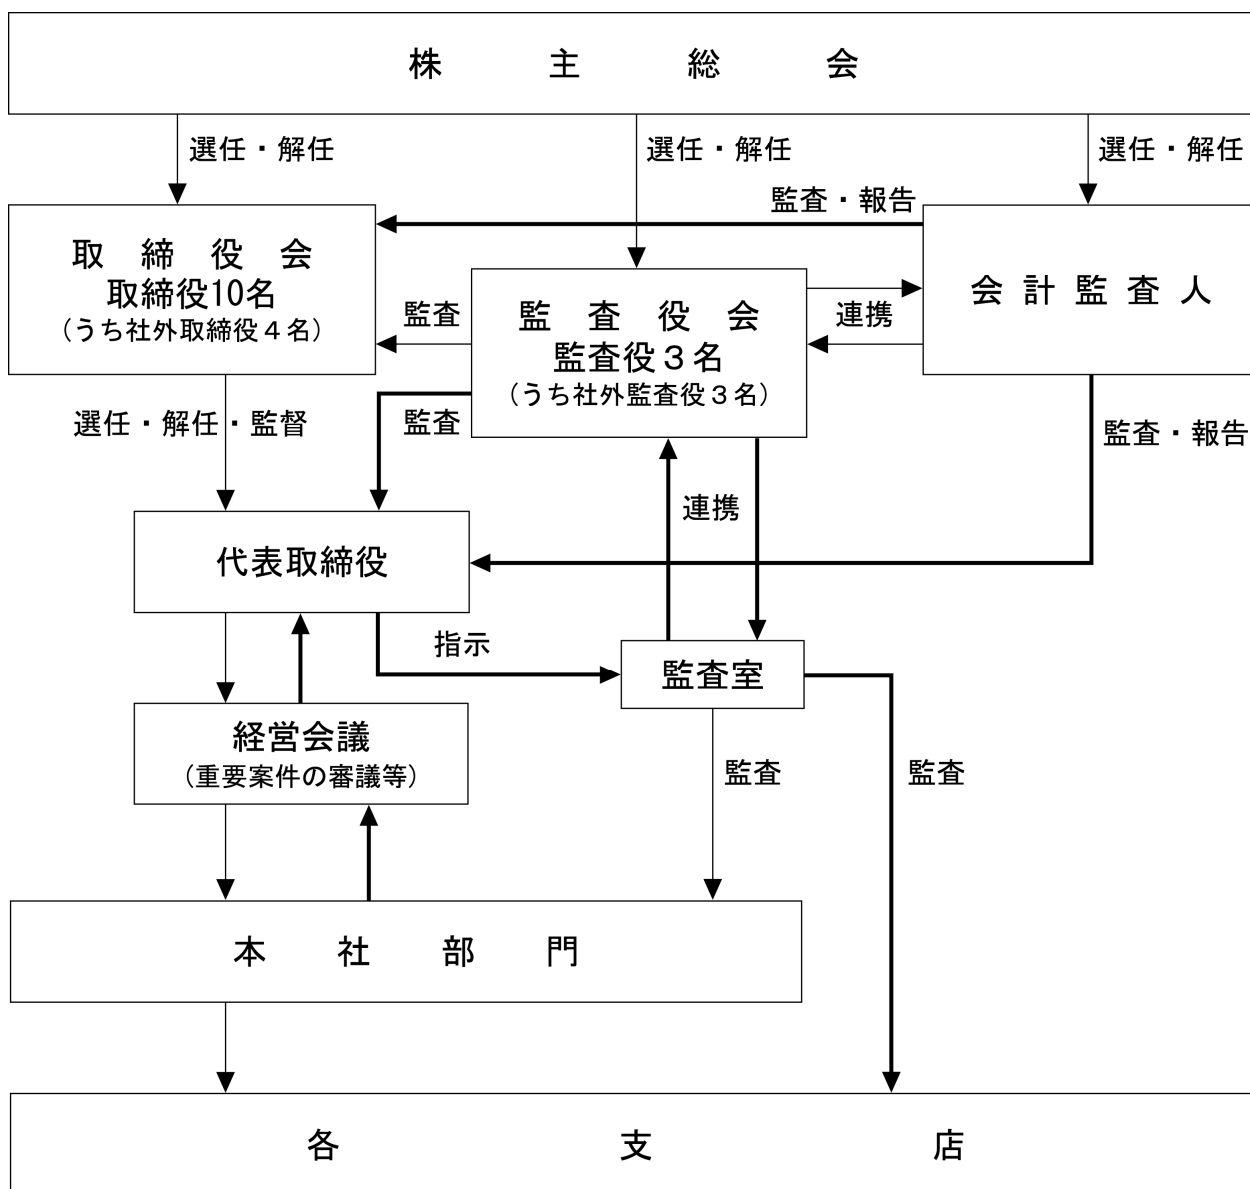 株主総会
選任・解任
選任・解任
選任・解任
監査・報告
取締役会
取締役10名
（うち社外取締役４名）
監査
監査役会
監査役３名
（うち社外監査役３名）
連携
会計監査人
選任・解任・監督
監査
監査・報告
連携
代表取締役
指示
監査室
経営会議
（重要案件の審議等）
監査
監査
本社部門
各支店